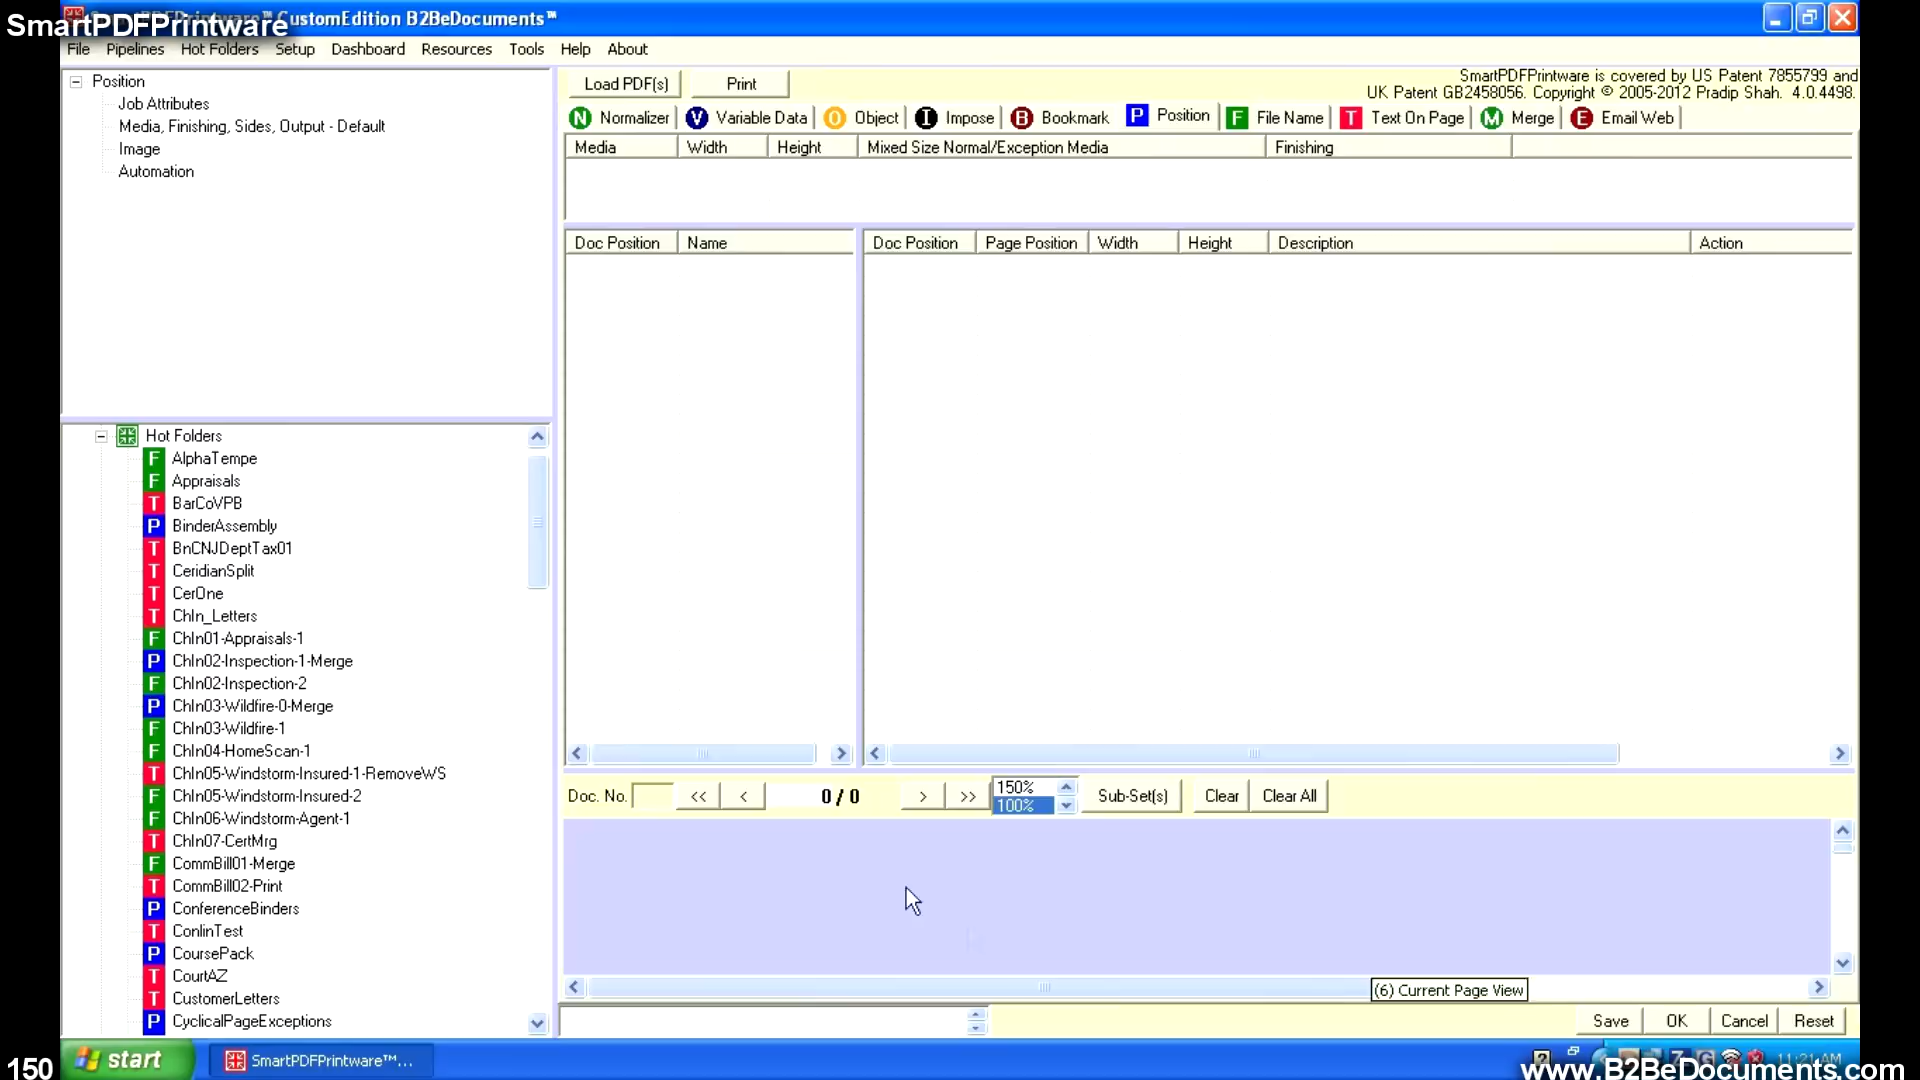 SmartPDFPrintware
CustomEdition B2BeDocuments™
File Pipelines Hot Folders Setup Dashboard Resources Tools Help About
Position
Job Attributes
Media, Finishing, Sides, Output - Default
Image
Automation
Load PDF(s) Print
SmartPDFPrintware is covered by US Patent 7855799 and
UK Patent GB2458056. Copyright © 2005-2012 Pradip Shah. 4.0.4498.
N Normalizer V Variable Data O Object I Impose B Bookmark P Position F File Name T Text On Page M Merge E Email Web
Media Width Height Mixed Size Normal/Exception Media Finishing
Doc Position Name
Doc Position Page Position Width Height Description Action
Hot Folders
F AlphaTempe
F Appraisals
T BarCoVPB
P BinderAssembly
T BnCNJDeptTax01
T CeridianSplit
T CerOne
T ChIn_Letters
F ChIn01-Appraisals-1
P ChIn02-Inspection-1-Merge
F ChIn02-Inspection-2
P ChIn03-Wildfire-0-Merge
F ChIn03-Wildfire-1
F ChIn04-HomeScan-1
T ChIn05-Windstorm-Insured-1-RemoveWS
F ChIn05-Windstorm-Insured-2
F ChIn06-Windstorm-Agent-1
T ChIn07-CertMrg
F CommBill01-Merge
T CommBill02-Print
P ConferenceBinders
T ConlinTest
P CoursePack
T CourtAZ
T CustomerLetters
P CyclicalPageExceptions
Doc. No. << < 0 / 0 > >> 150% 100% Sub-Set(s) Clear Clear All
(6) Current Page View
Save OK Cancel Reset
start SmartPDFPrintware™...
11:21 AM
150
www.B2BeDocuments.com